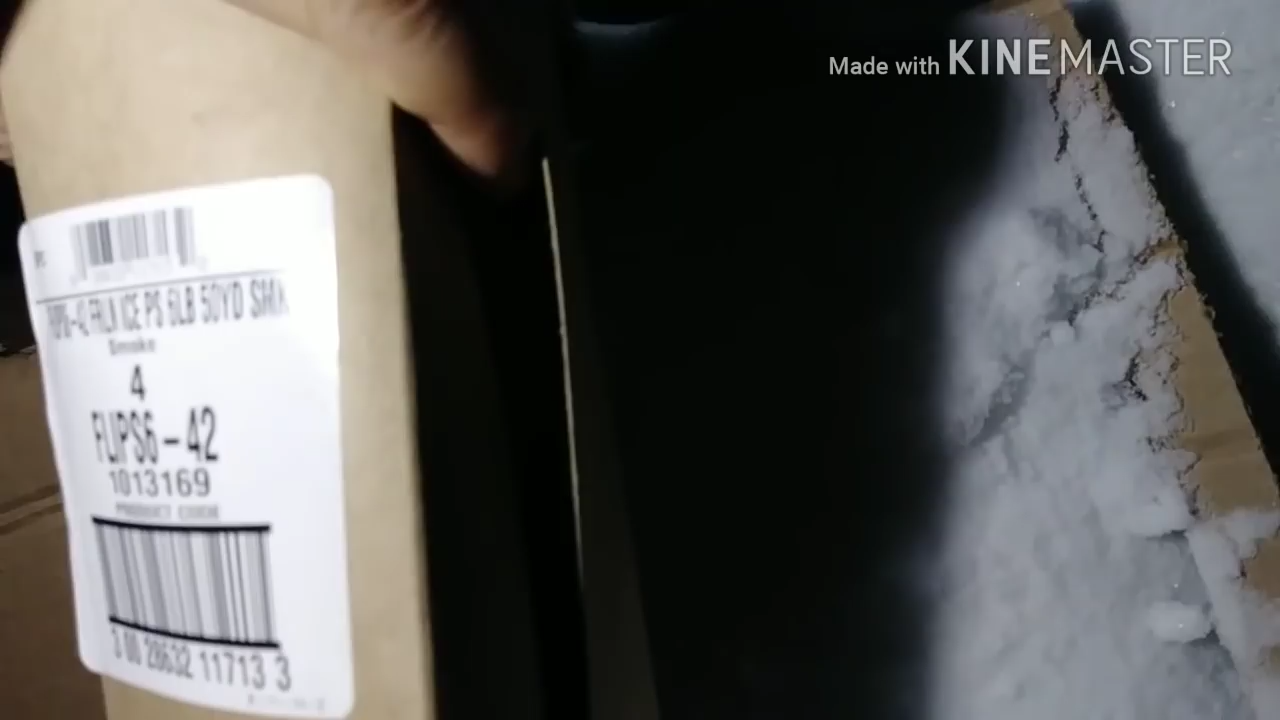 Made with KINEMASTER
FLIPS6-42 FRLN ICE PS 6LB 50YD SMK
Smoke
4
FLIPS6-42
1013169
PRODUCT CODE
3 00 28632 11713 3